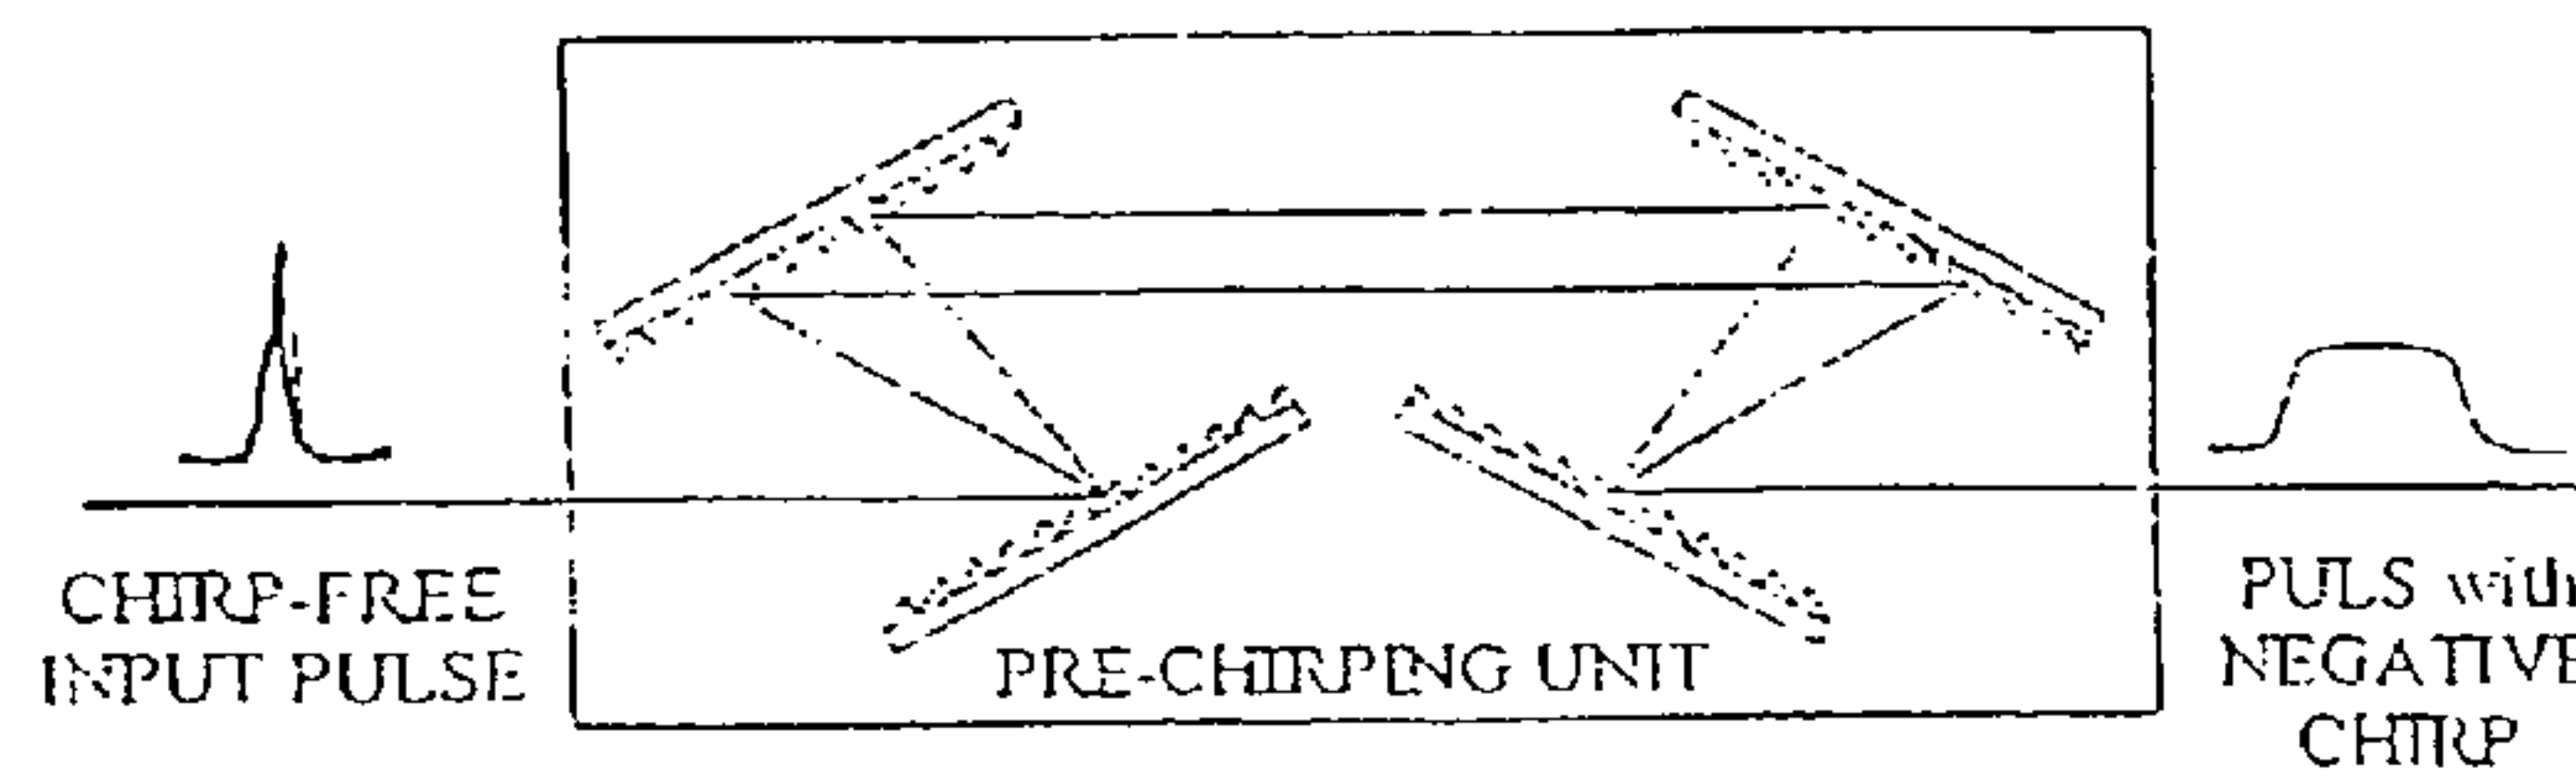 CHIRP-FREE
INPUT PULSE
PRE-CHIRPING UNIT
PULS with
NEGATIVE
CHIRP